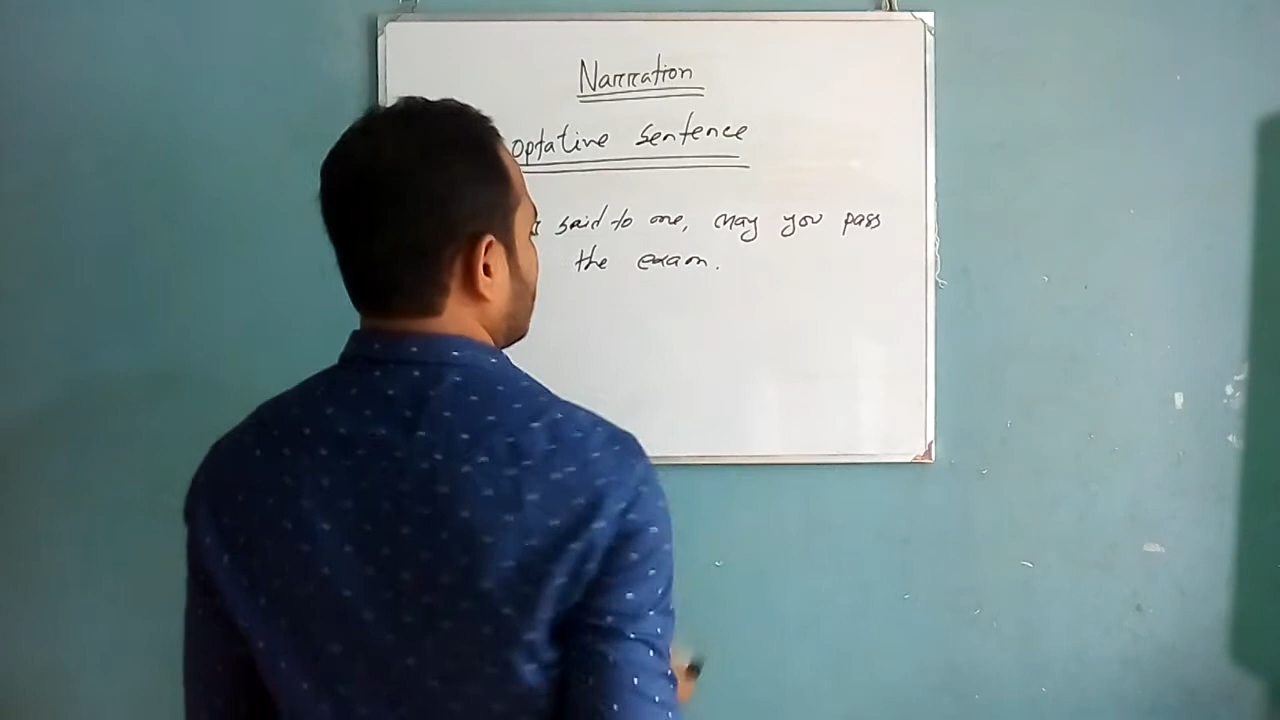 Narration
optative sentence
said to me, may you pass
the exam.